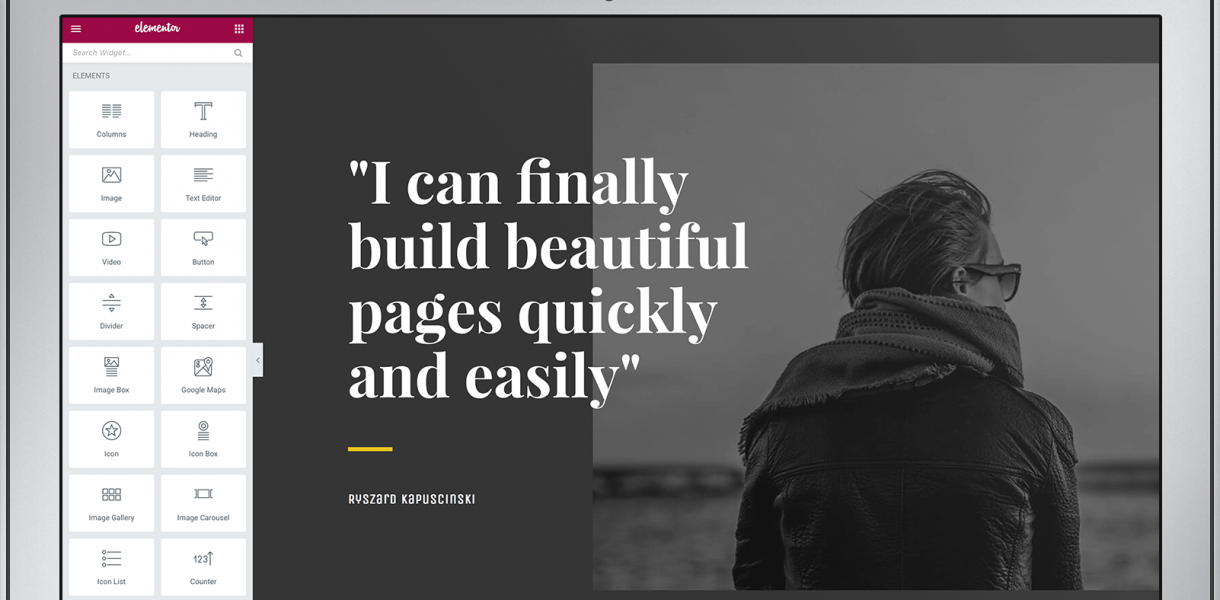 elementor
Search Widget...
ELEMENTS
Columns
Heading
Image
Text Editor
Video
Button
Divider
Spacer
Image Box
Google Maps
Icon
Icon Box
Image Gallery
Image Carousel
Icon List
123
Counter
"I can finally
build beautiful
pages quickly
and easily"
Ryszard Kapuscinski